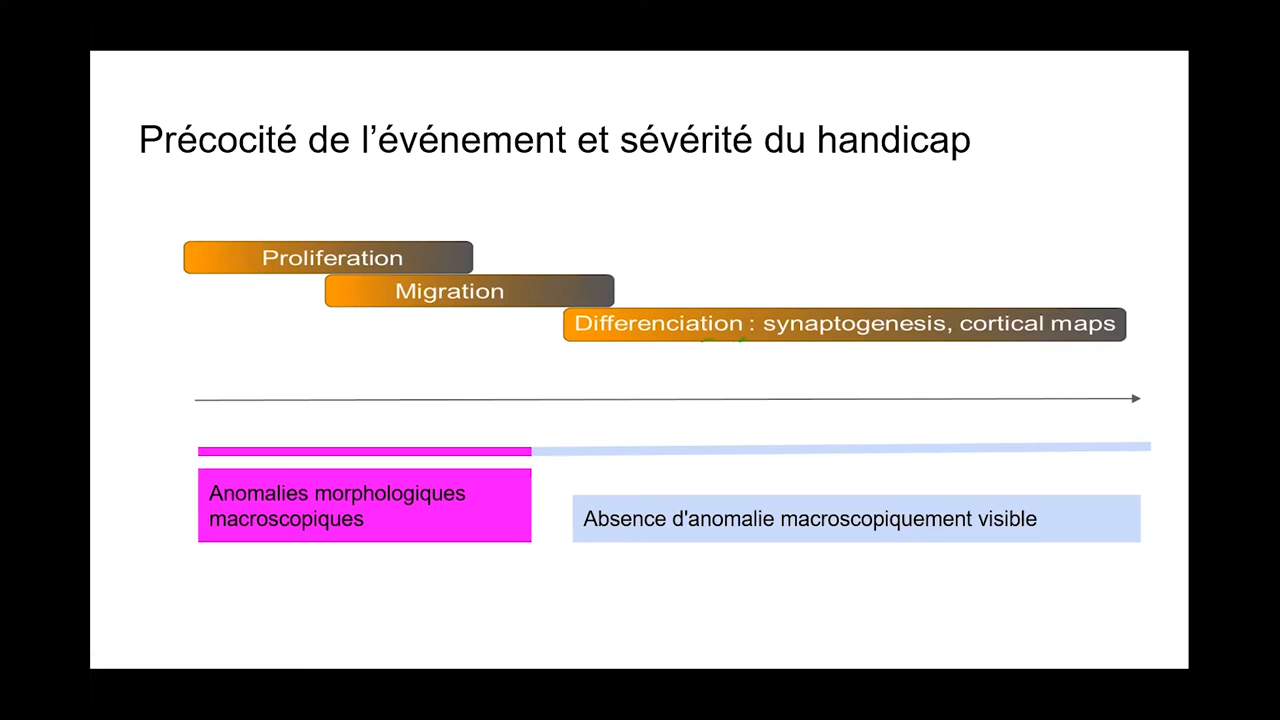 Précocité de l’événement et sévérité du handicap
Proliferation
Migration
Differenciation : synaptogenesis, cortical maps
Anomalies morphologiques
macroscopiques
Absence d'anomalie macroscopiquement visible